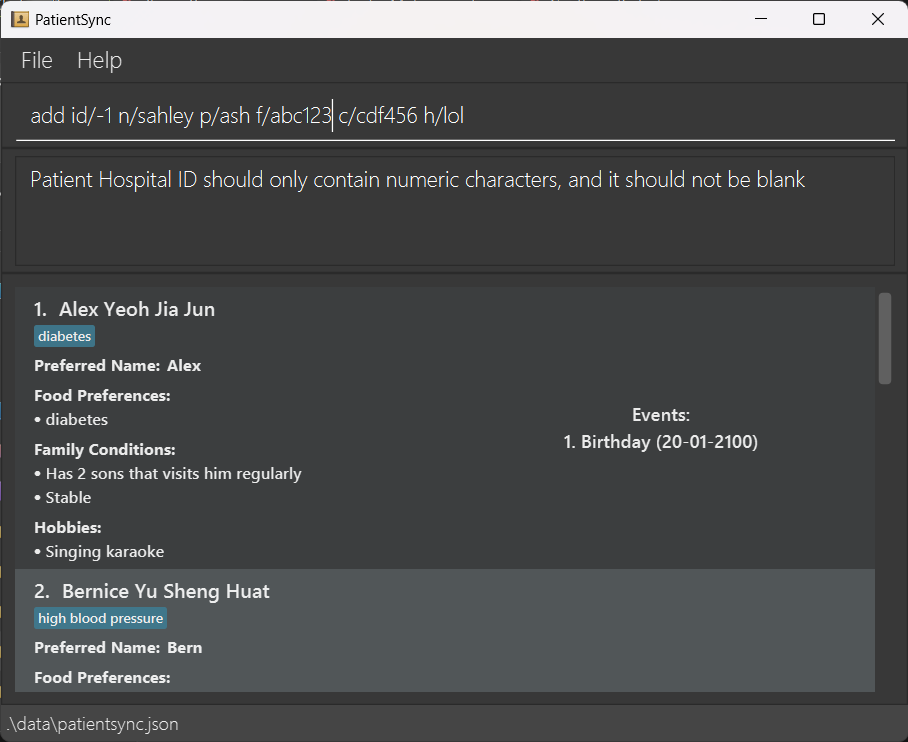 PatientSync
File Help
add id/-1 n/sahley p/ash f/abc123 c/cdf456 h/lol
Patient Hospital ID should only contain numeric characters, and it should not be blank
1. Alex Yeoh Jia Jun
diabetes
Preferred Name: Alex
Food Preferences:
• diabetes
Family Conditions:
• Has 2 sons that visits him regularly
• Stable
Hobbies:
• Singing karaoke
Events:
1. Birthday (20-01-2100)
2. Bernice Yu Sheng Huat
high blood pressure
Preferred Name: Bern
Food Preferences:
.\data\patientsync.json